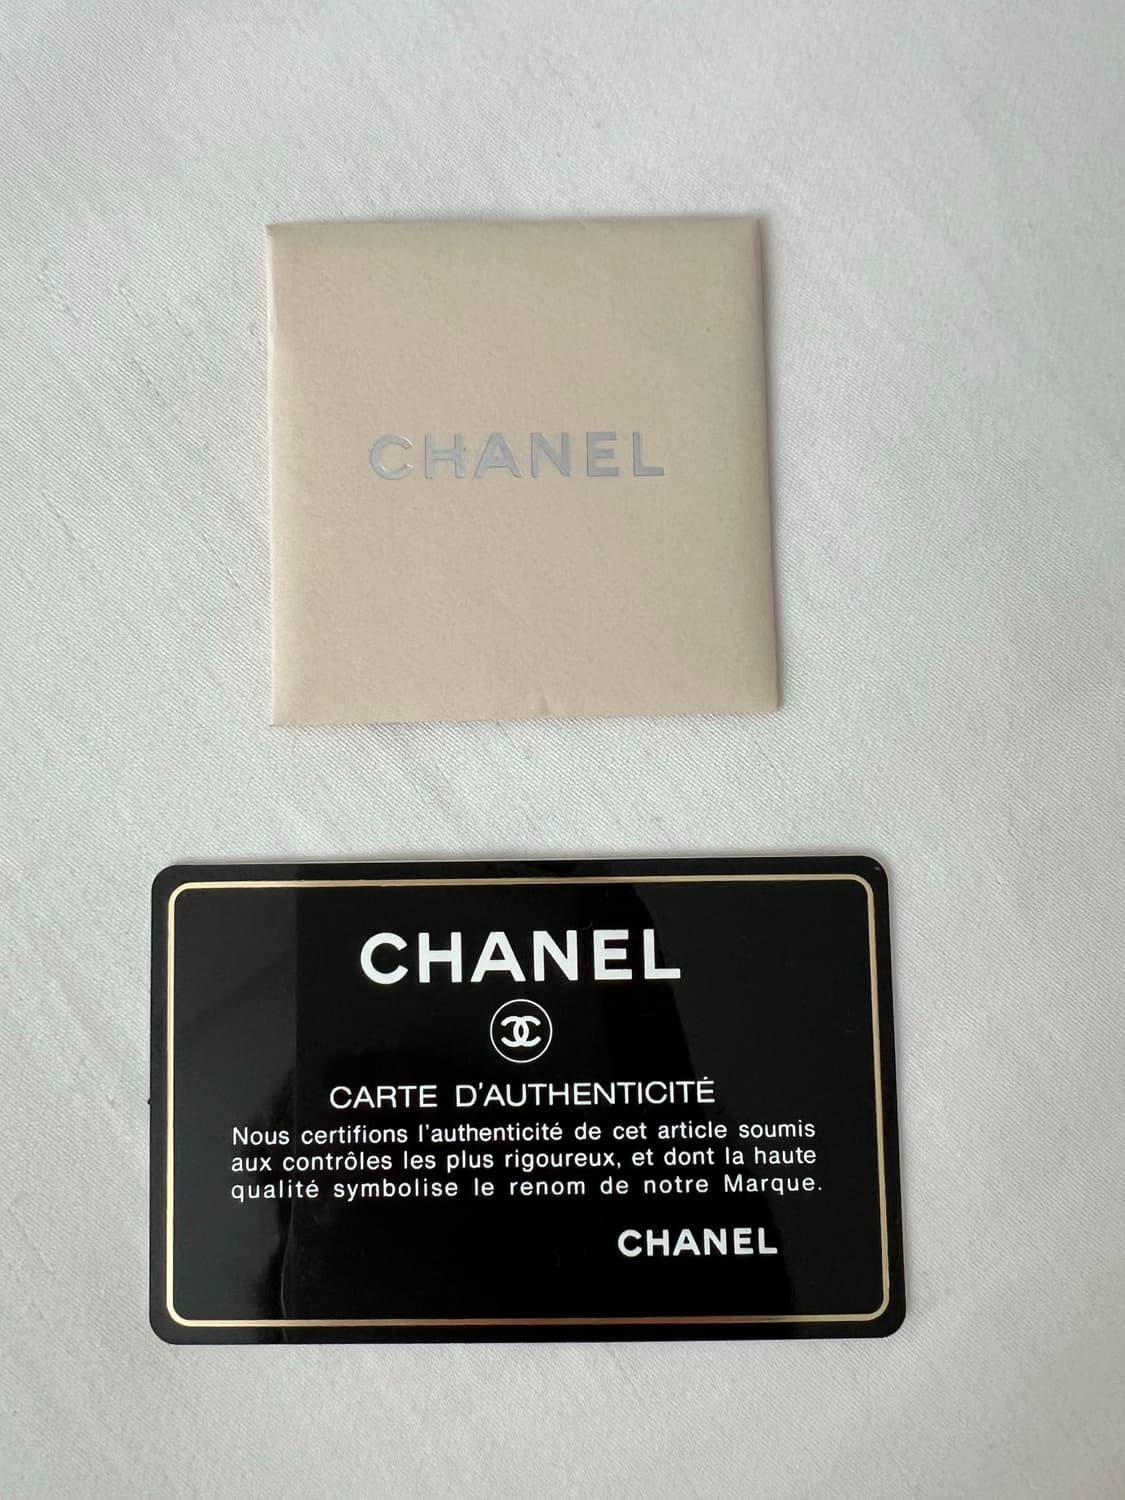 CHANEL
CHANEL
CARTE D'AUTHENTICITÉ
Nous certifions l'authenticité de cet article soumis
aux contrôles les plus rigoureux, et dont la haute
qualité symbolise le renom de notre Marque.
CHANEL